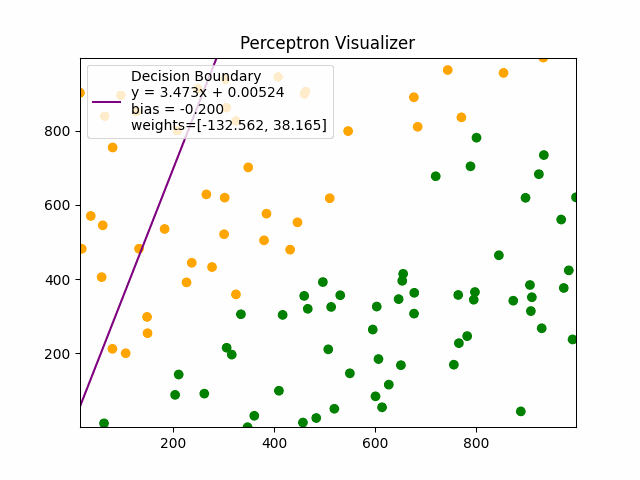 Perceptron Visualizer
Decision Boundary
y = 3.473x + 0.00524
bias = -0.200
weights=[-132.562, 38.165]
800
600
400
200
200 400 600 800